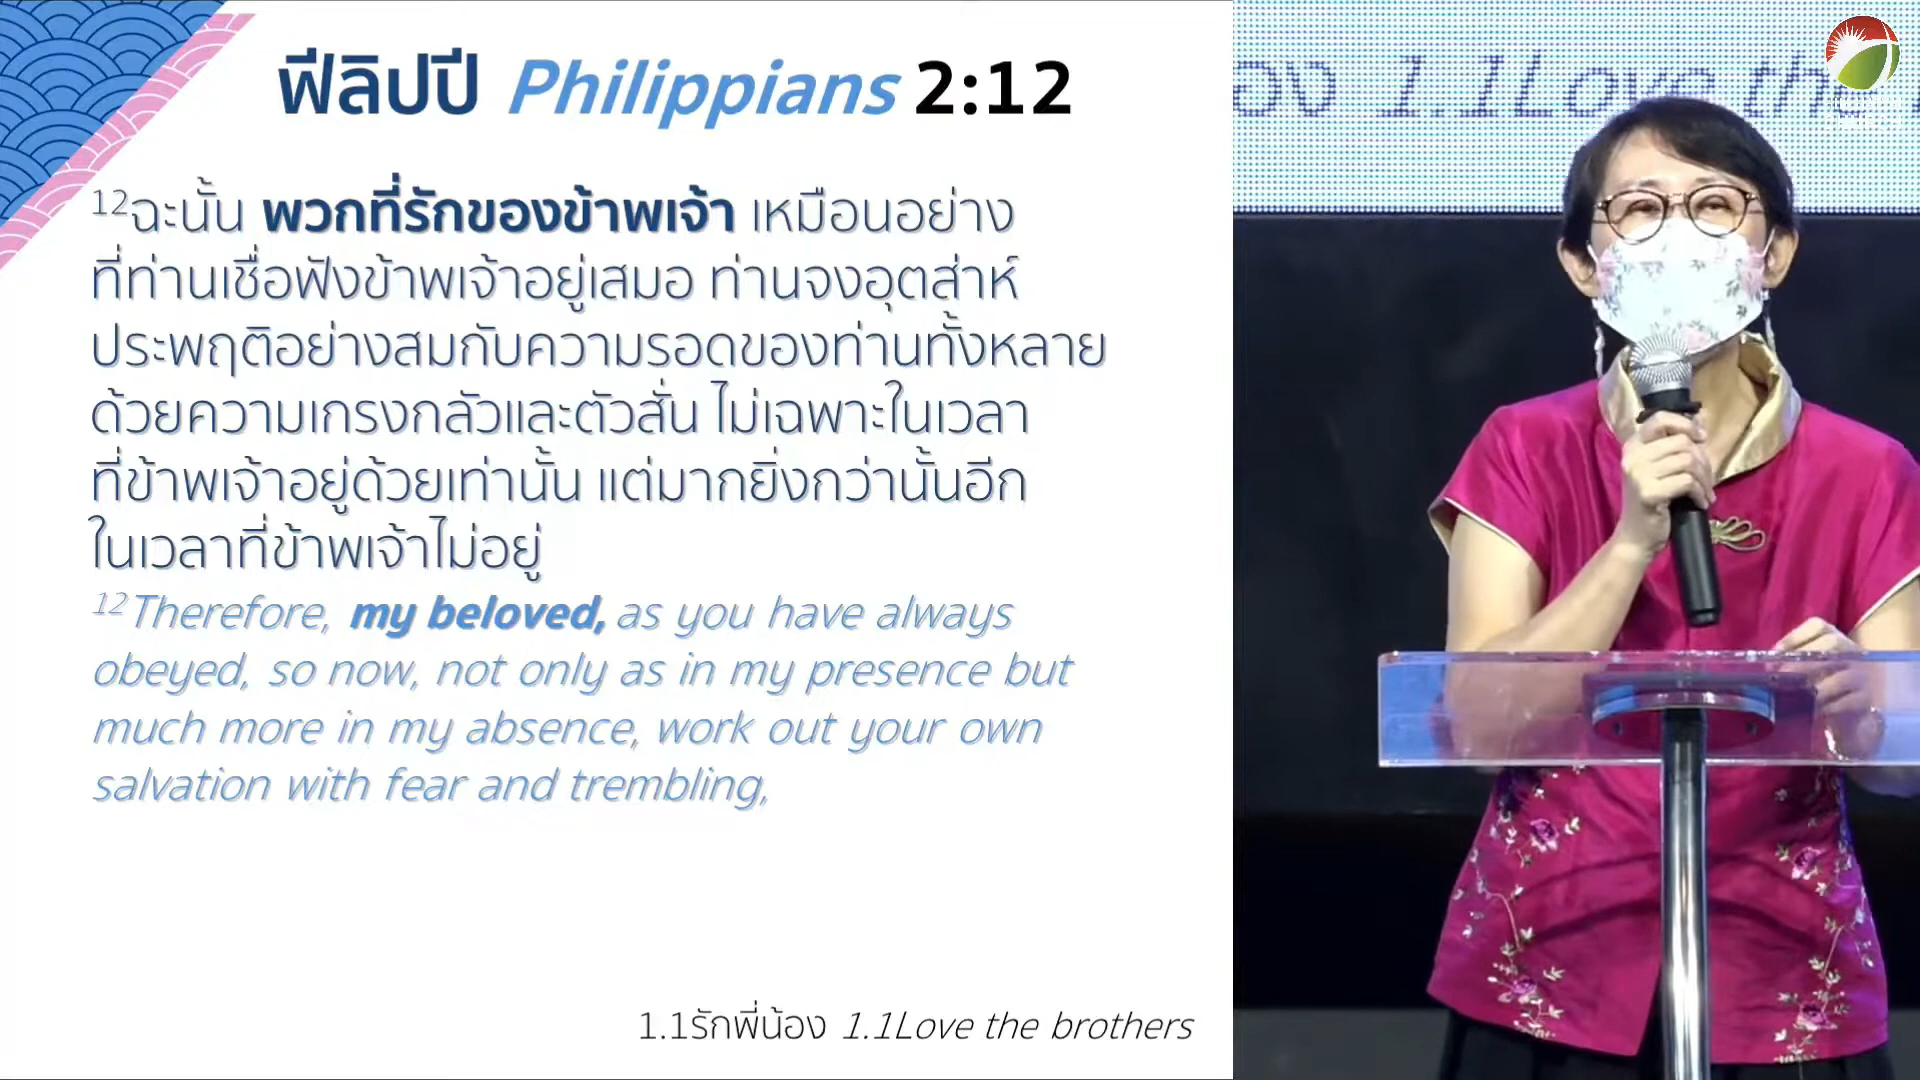 ฟีลิปปี Philippians 2:12
12ฉะนั้น พวกที่รักของข้าพเจ้า เหมือนอย่าง
ที่ท่านเชื่อฟังข้าพเจ้าอยู่เสมอ ท่านจงอุตส่าห์
ประพฤติอย่างสมกับความรอดของท่านทั้งหลาย
ด้วยความเกรงกลัวและตัวสั่น ไม่เฉพาะในเวลา
ที่ข้าพเจ้าอยู่ด้วยเท่านั้น แต่มากยิ่งกว่านั้นอีก
ในเวลาที่ข้าพเจ้าไม่อยู่
12Therefore, my beloved, as you have always
obeyed, so now, not only as in my presence but
much more in my absence, work out your own
salvation with fear and trembling,
1.1รักพี่น้อง 1.1Love the brothers
อง 1.1Love the